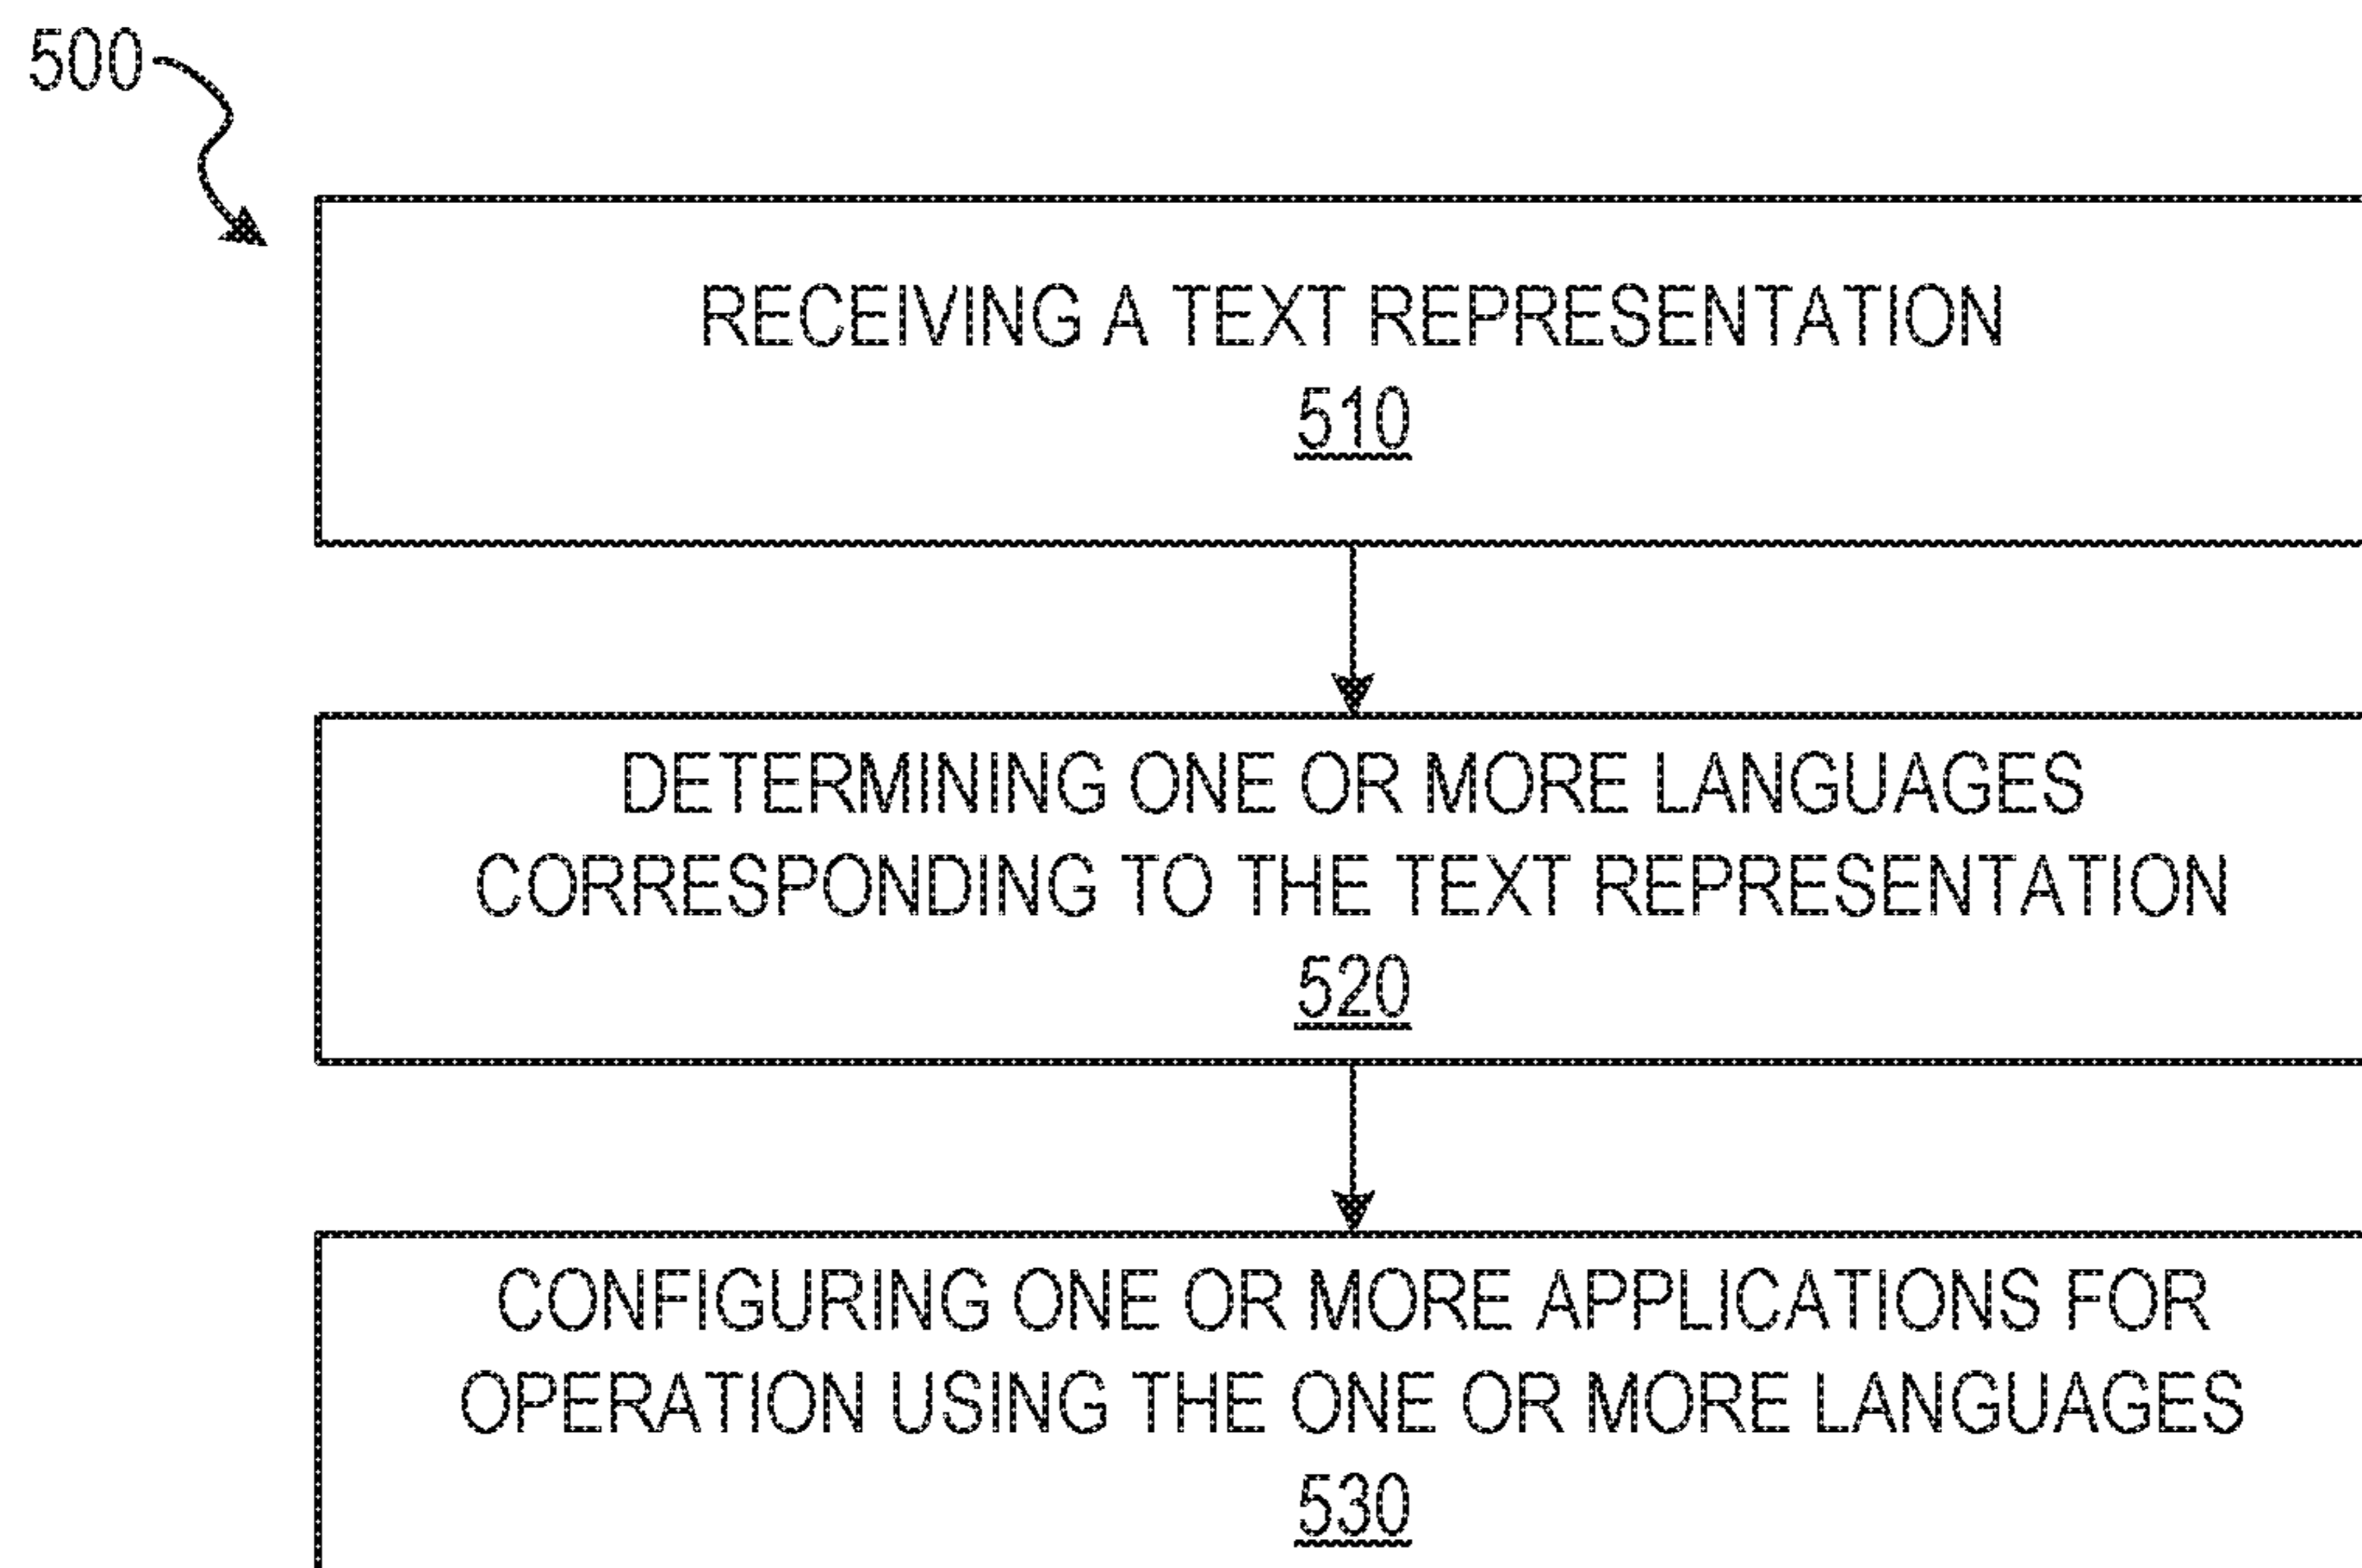 500
RECEIVING A TEXT REPRESENTATION
510
DETERMINING ONE OR MORE LANGUAGES
CORRESPONDING TO THE TEXT REPRESENTATION
520
CONFIGURING ONE OR MORE APPLICATIONS FOR
OPERATION USING THE ONE OR MORE LANGUAGES
530